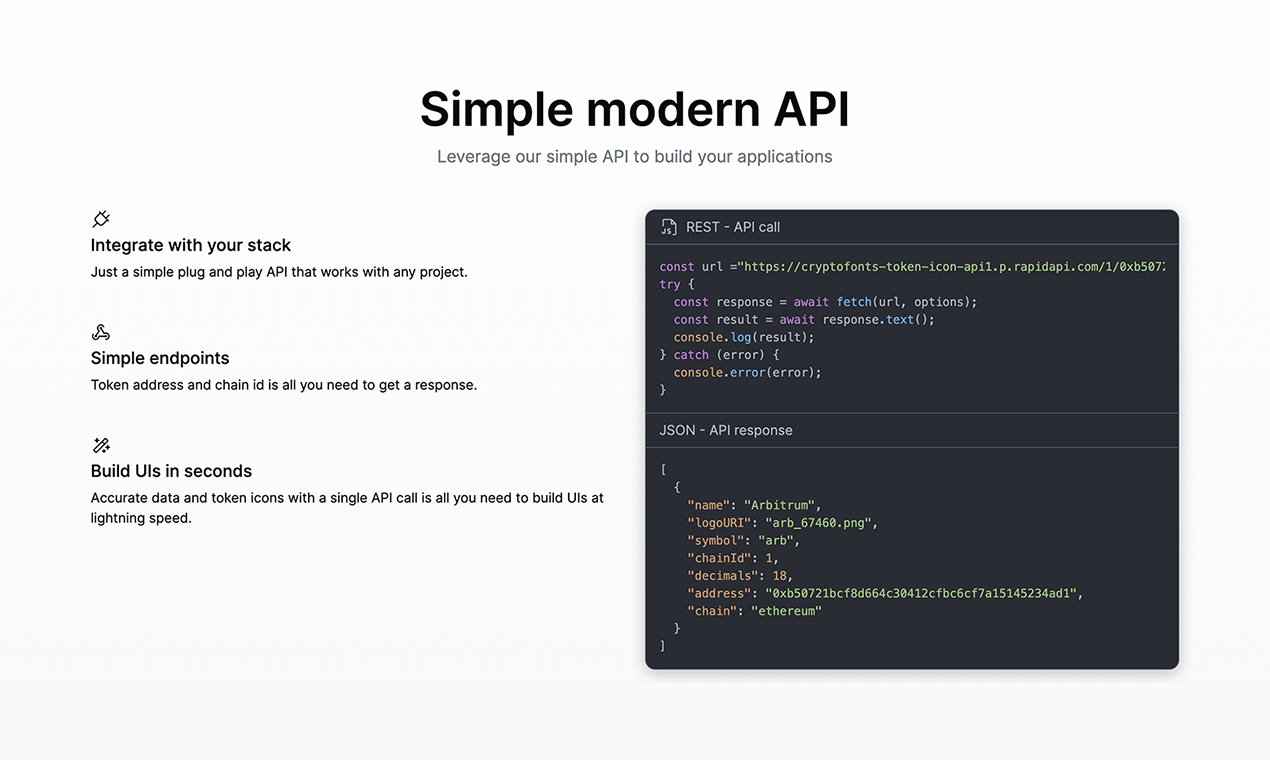 Simple modern API
Leverage our simple API to build your applications
Integrate with your stack
Just a simple plug and play API that works with any project.
Simple endpoints
Token address and chain id is all you need to get a response.
Build UIs in seconds
Accurate data and token icons with a single API call is all you need to build UIs at
lightning speed.
JS REST - API call
const url ="https://cryptofonts-token-icon-api1.p.rapidapi.com/1/0xb5072
try {
  const response = await fetch(url, options);
  const result = await response.text();
  console.log(result);
} catch (error) {
  console.error(error);
}
JSON - API response
[
  {
    "name": "Arbitrum",
    "logoURI": "arb_67460.png",
    "symbol": "arb",
    "chainId": 1,
    "decimals": 18,
    "address": "0xb50721bcf8d664c30412cfbc6cf7a15145234ad1",
    "chain": "ethereum"
  }
]